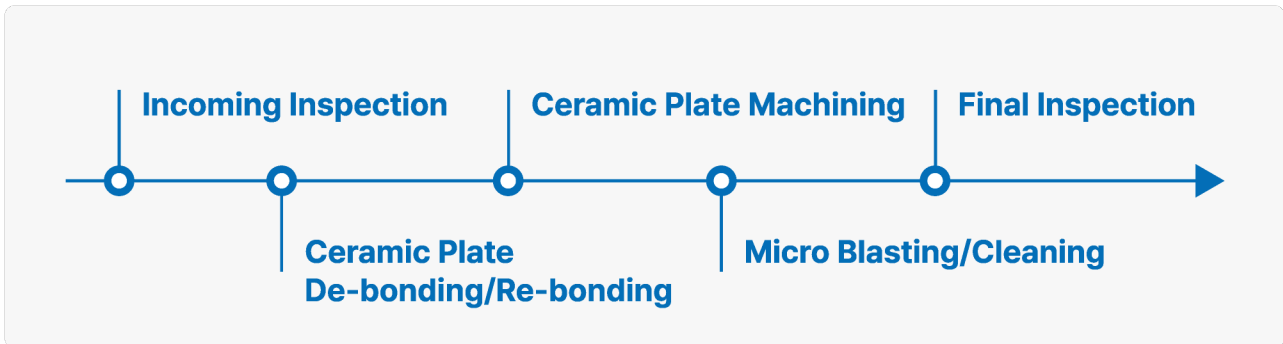 Incoming Inspection
Ceramic Plate
De-bonding/Re-bonding
Ceramic Plate Machining
Micro Blasting/Cleaning
Final Inspection